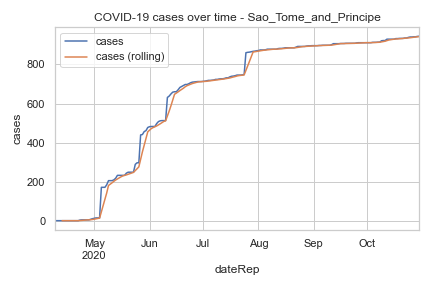 COVID-19 cases over time - Sao_Tome_and_Principe
cases
cases (rolling)
cases
800
600
400
200
0
May
2020
Jun
Jul
Aug
Sep
Oct
dateRep